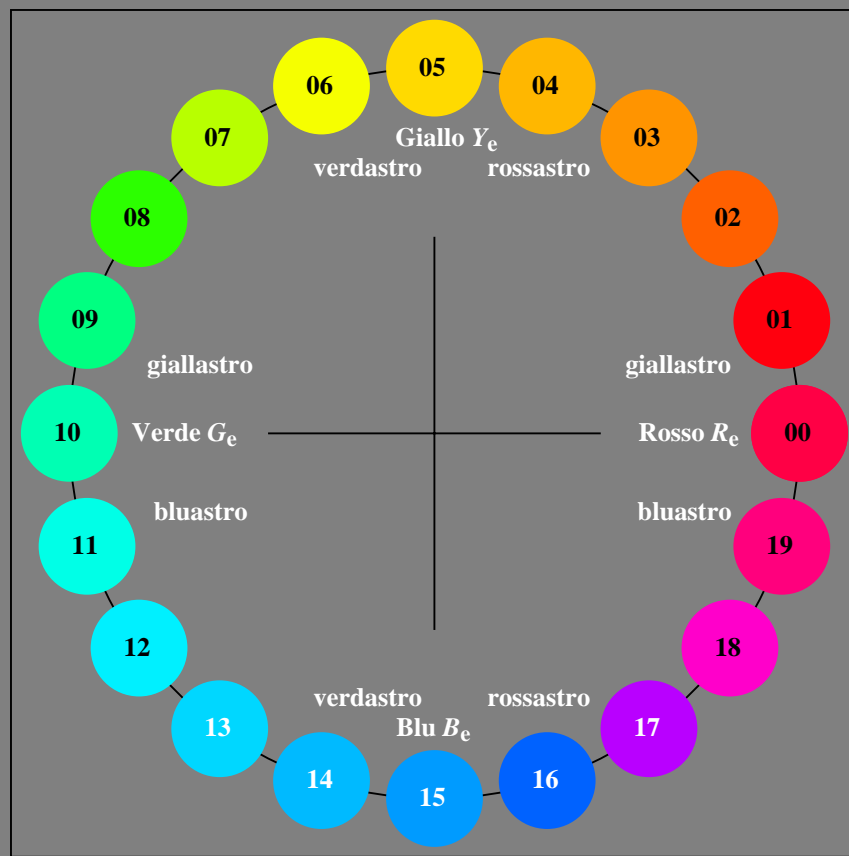 05
06 04
Giallo Yₑ
07 03
verdastro rossastro
08 02
09 01
giallastro giallastro
10 Verde Gₑ Rosso Rₑ 00
bluastro bluastro
11 19
12 18
verdastro rossastro
13 Blu Bₑ 17
14 16
15